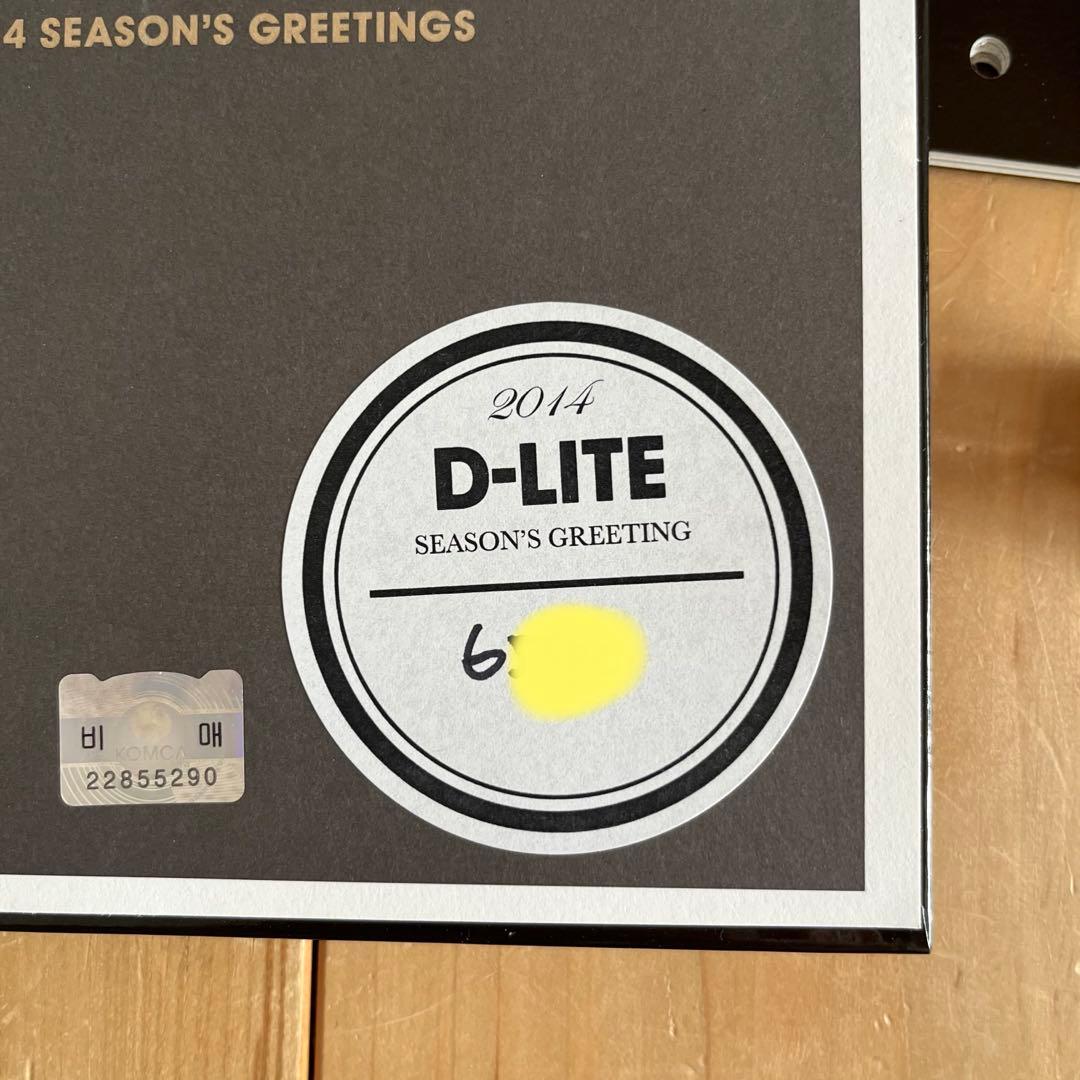 4 SEASON'S GREETINGS
2014
D-LITE
SEASON'S GREETING
6
비 매
KOMCA
22855290